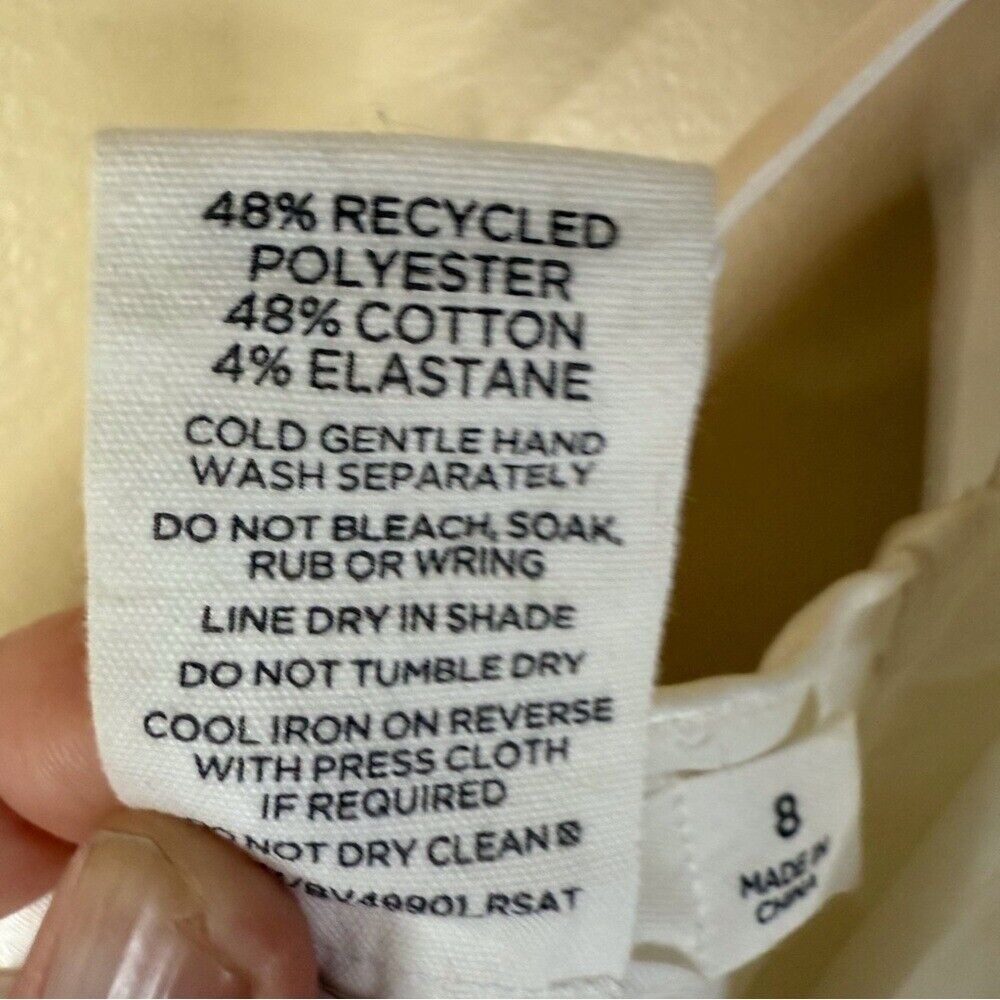 48% RECYCLED
POLYESTER
48% COTTON
4% ELASTANE
COLD GENTLE HAND
WASH SEPARATELY
DO NOT BLEACH, SOAK,
RUB OR WRING
LINE DRY IN SHADE
DO NOT TUMBLE DRY
COOL IRON ON REVERSE
WITH PRESS CLOTH
IF REQUIRED
NOT DRY CLEAN
/BV49901_RSAT
8
MADE IN
CHINA